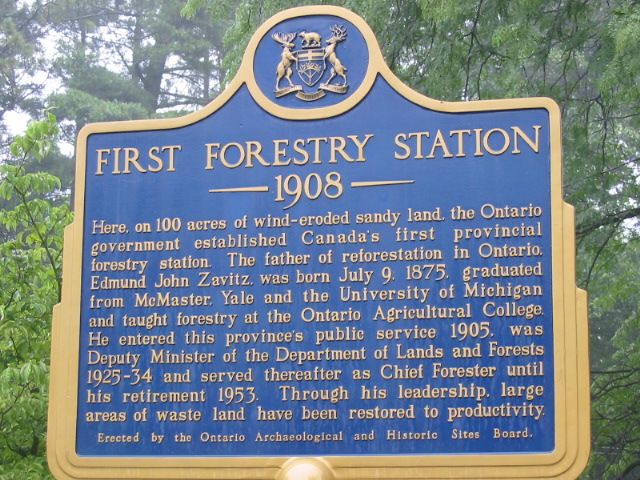 FIRST FORESTRY STATION
1908
Here, on 100 acres of wind-eroded sandy land, the Ontario
government established Canada's first provincial
forestry station. The father of reforestation in Ontario,
Edmund John Zavitz, was born July 9, 1875, graduated
from McMaster, Yale and the University of Michigan
and taught forestry at the Ontario Agricultural College.
He entered this province's public service 1905, was
Deputy Minister of the Department of Lands and Forests
1925-34 and served thereafter as Chief Forester until
his retirement 1953. Through his leadership, large
areas of waste land have been restored to productivity.
Erected by the Ontario Archaeological and Historic Sites Board.